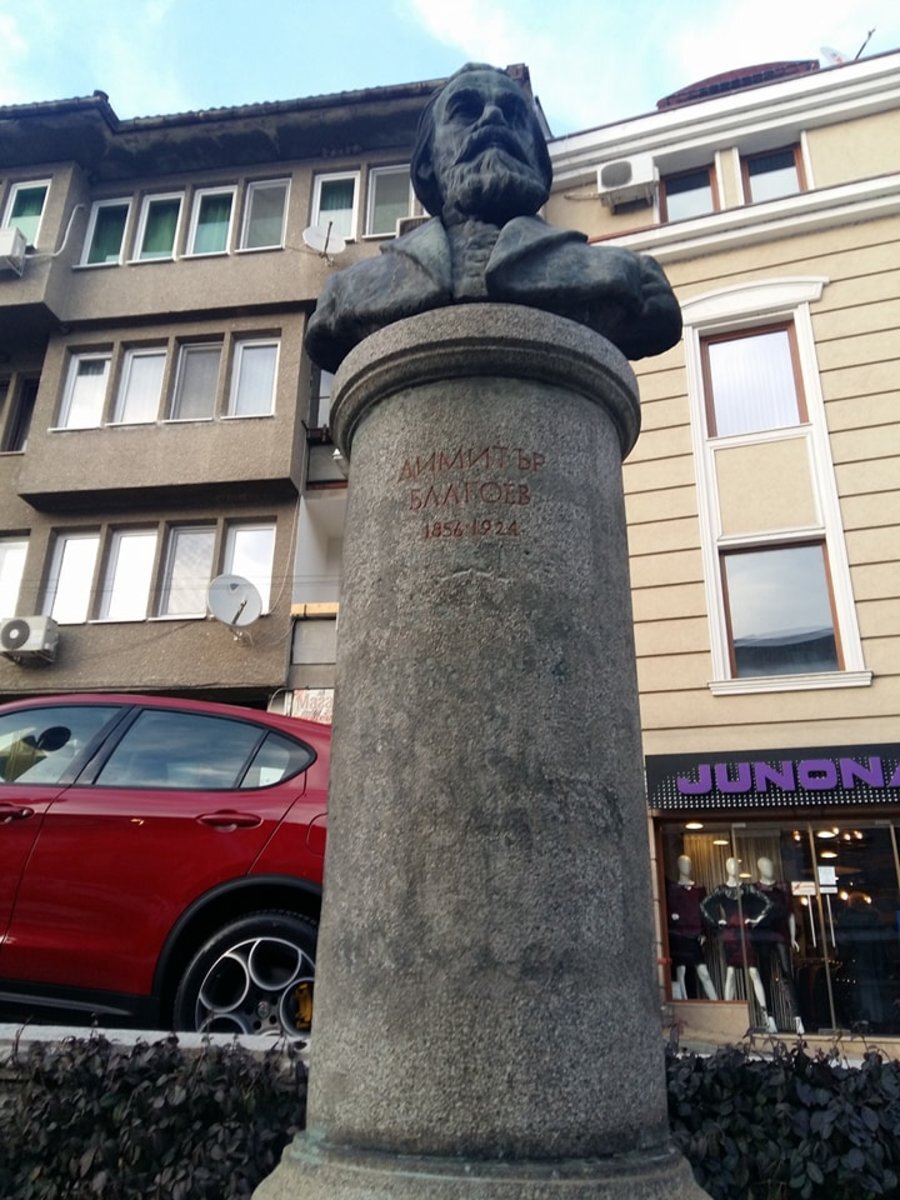 ДИМИТЪР
БЛАГОЕВ
1856-1924
JUNONA